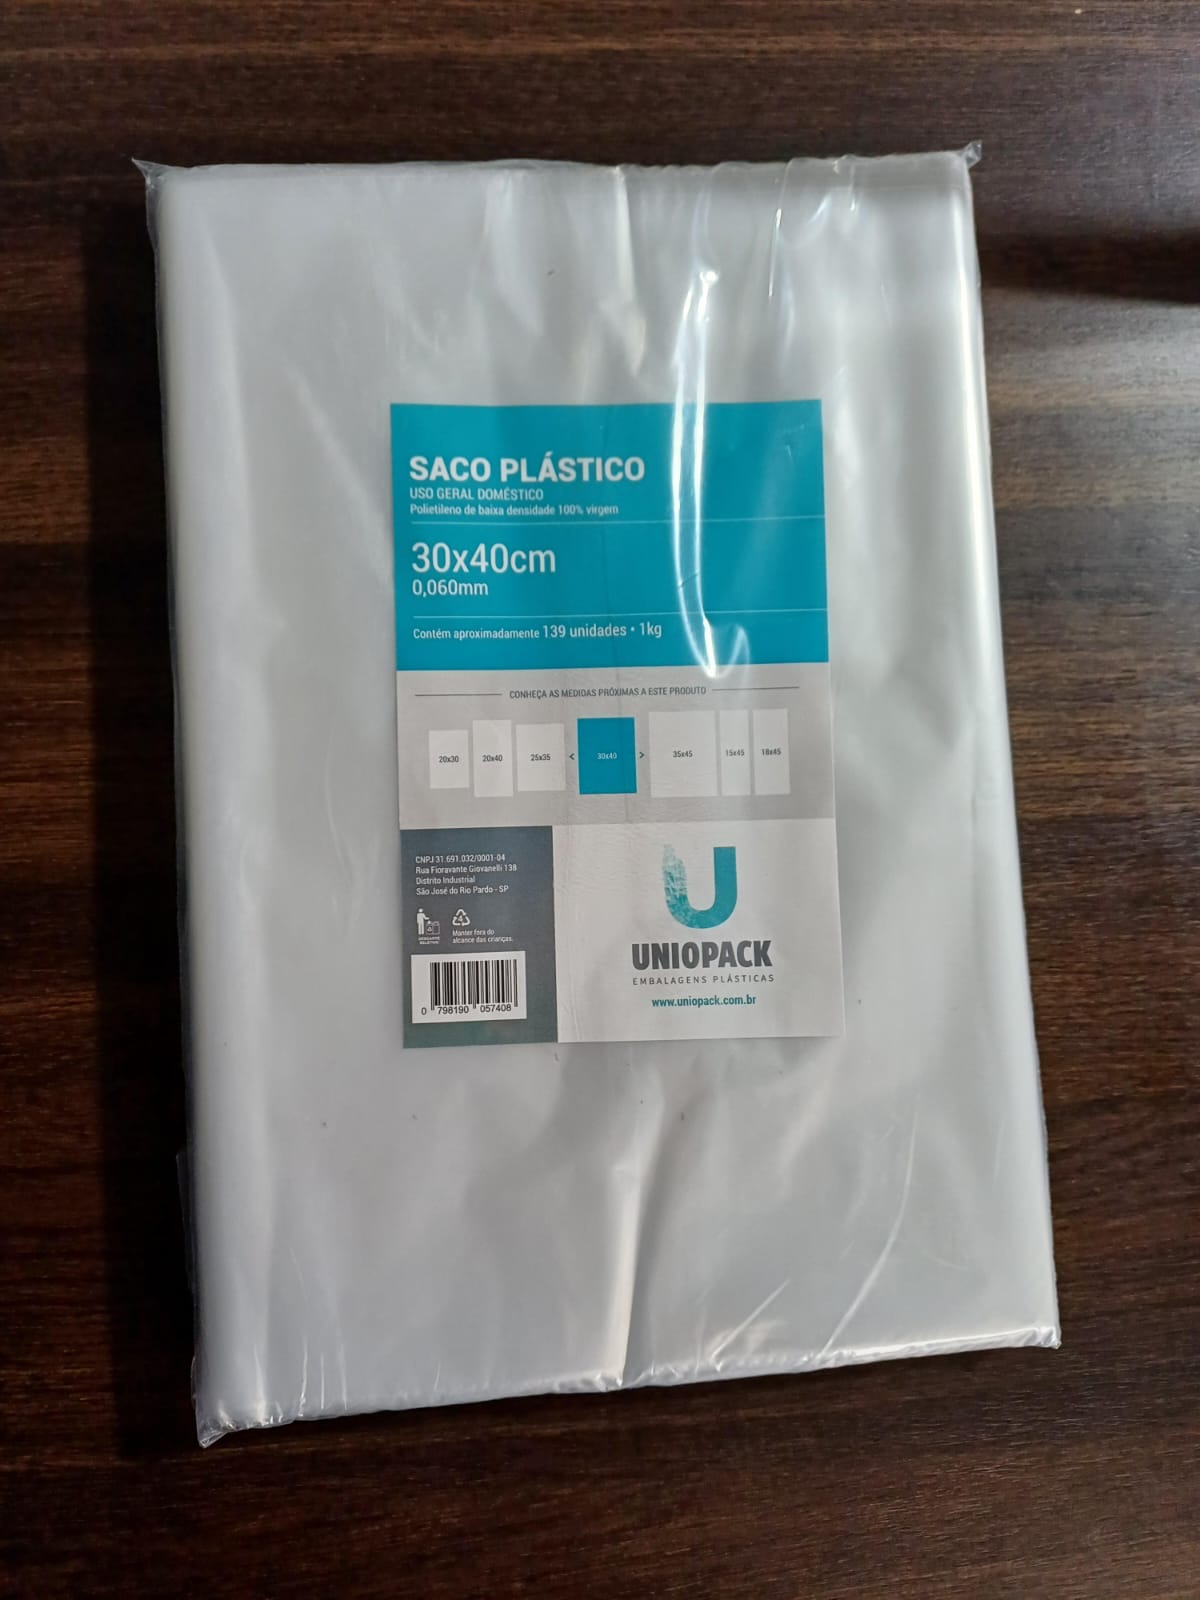 SACO PLÁSTICO
USO GERAL DOMÉSTICO
Polietileno de baixa densidade 100% virgem
30x40cm
0,060mm
Contém aproximadamente 139 unidades • 1kg
CONHEÇA AS MEDIDAS PRÓXIMAS A ESTE PRODUTO
20x30 20x40 25x35 < 30x40 > 35x45 15x45 18x45
CNPJ 31.691.032/0001-04
Rua Fioravante Giovanelli 138
Distrito Industrial
São José do Rio Pardo - SP
DESCARTE
SELETIVO
4
Manter fora do
alcance das crianças.
0 798190 057408
U
UNIOPACK
EMBALAGENS PLÁSTICAS
www.uniopack.com.br